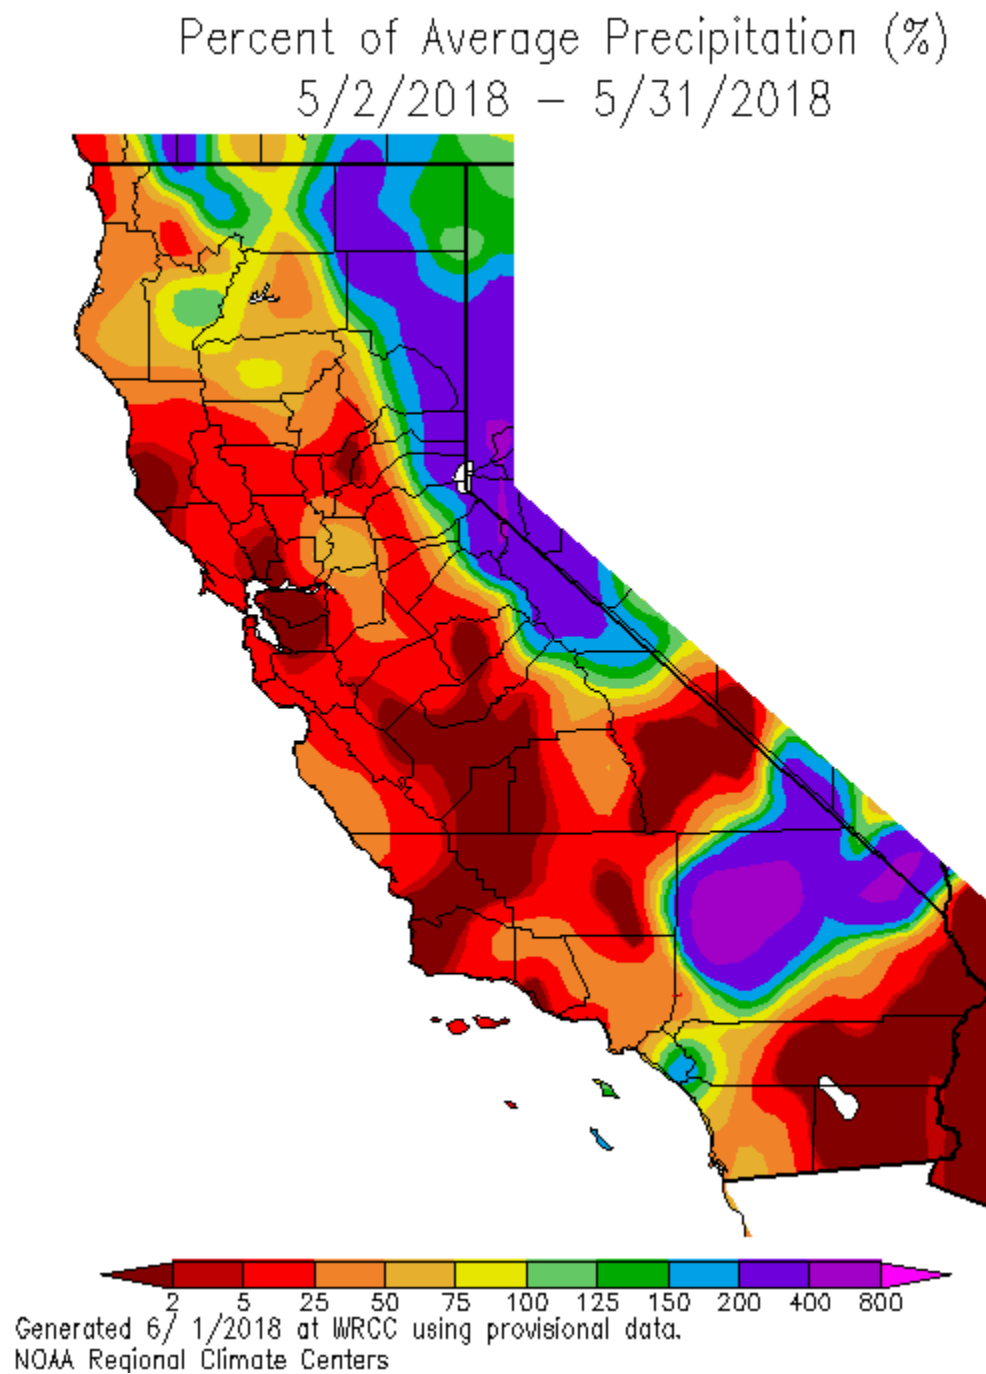 Percent of Average Precipitation (%)
5/2/2018 – 5/31/2018
2 5 25 50 75 100 125 150 200 400 800
Generated 6/ 1/2018 at WRCC using provisional data.
NOAA Regional Climate Centers